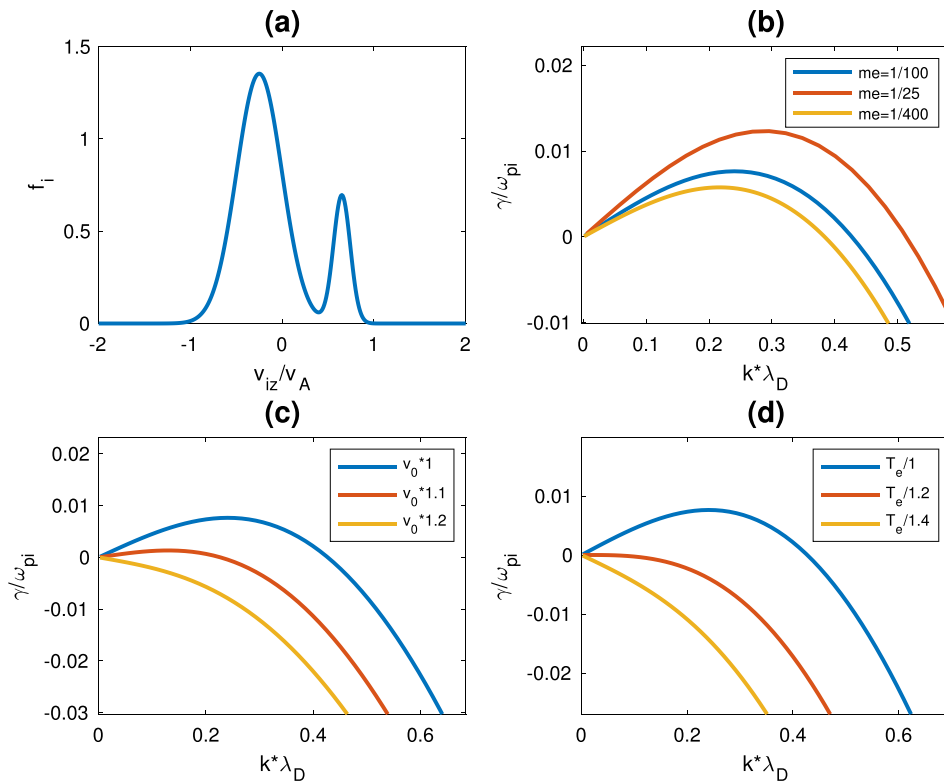 (a)
1.5
1
0.5
0
f_i
-2 -1 0 1 2
v_iz/v_A
(b)
0.02
0.01
0
-0.01
γ/ω_pi
me=1/100
me=1/25
me=1/400
0 0.1 0.2 0.3 0.4 0.5
k*λ_D
(c)
0.02
0.01
0
-0.01
-0.02
-0.03
γ/ω_pi
v_0*1
v_0*1.1
v_0*1.2
0 0.2 0.4 0.6
k*λ_D
(d)
0.01
0
-0.01
-0.02
γ/ω_pi
T_e/1
T_e/1.2
T_e/1.4
0 0.2 0.4 0.6
k*λ_D